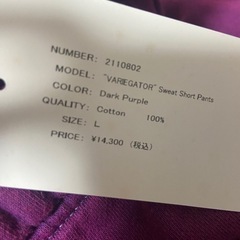 NUMBER: 2110802
MODEL: "VARIEGATOR" Sweat Short Pants
COLOR: Dark Purple
QUALITY: Cotton 100%
SIZE: L
PRICE: ¥14,300 (税込)